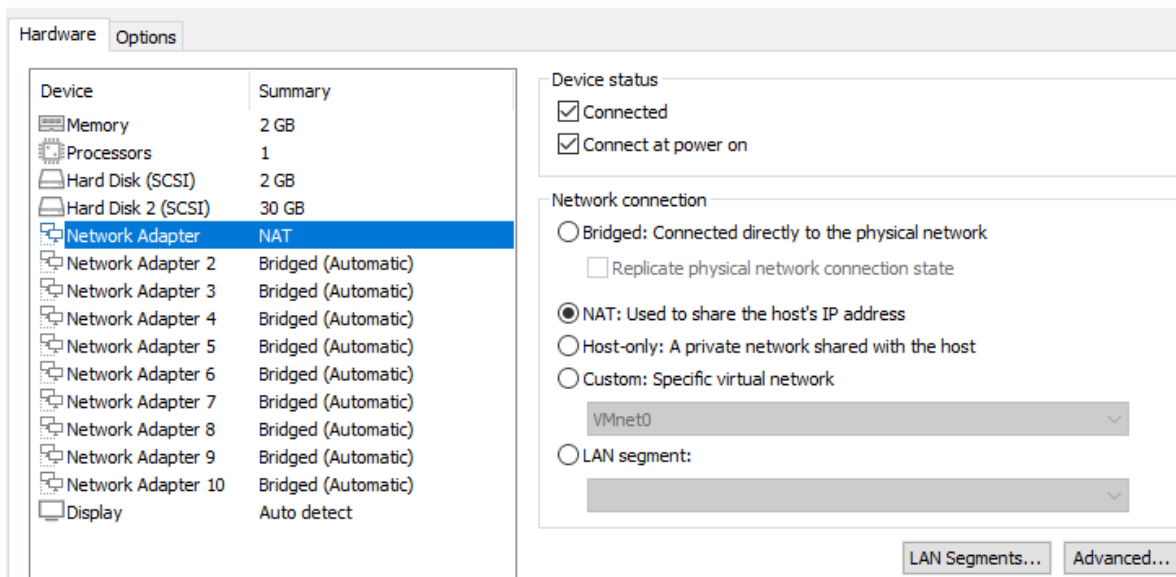 Hardware Options
Device Summary
Memory 2 GB
Processors 1
Hard Disk (SCSI) 2 GB
Hard Disk 2 (SCSI) 30 GB
Network Adapter NAT
Network Adapter 2 Bridged (Automatic)
Network Adapter 3 Bridged (Automatic)
Network Adapter 4 Bridged (Automatic)
Network Adapter 5 Bridged (Automatic)
Network Adapter 6 Bridged (Automatic)
Network Adapter 7 Bridged (Automatic)
Network Adapter 8 Bridged (Automatic)
Network Adapter 9 Bridged (Automatic)
Network Adapter 10 Bridged (Automatic)
Display Auto detect
Device status
Connected
Connect at power on
Network connection
Bridged: Connected directly to the physical network
Replicate physical network connection state
NAT: Used to share the host's IP address
Host-only: A private network shared with the host
Custom: Specific virtual network
VMnet0
LAN segment:
LAN Segments... Advanced...